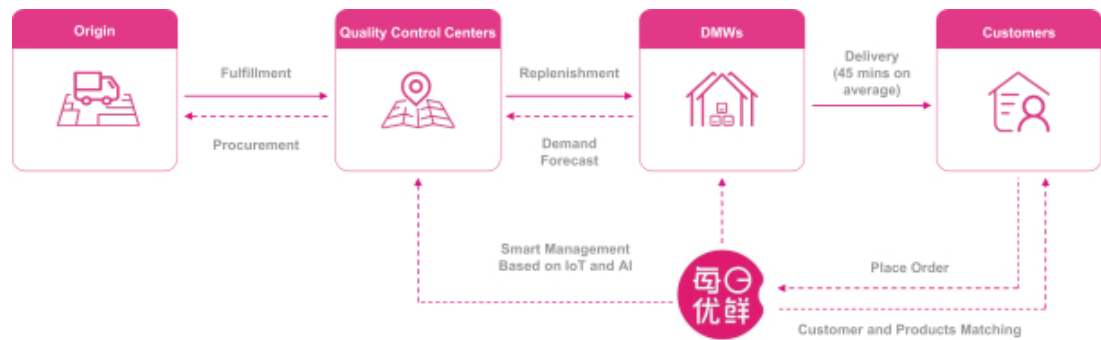 Origin
Quality Control Centers
DMWs
Customers
Fulfillment
Procurement
Replenishment
Demand
Forecast
Delivery
(45 mins on
average)
Smart Management
Based on IoT and AI
每日
优鲜
Place Order
Customer and Products Matching